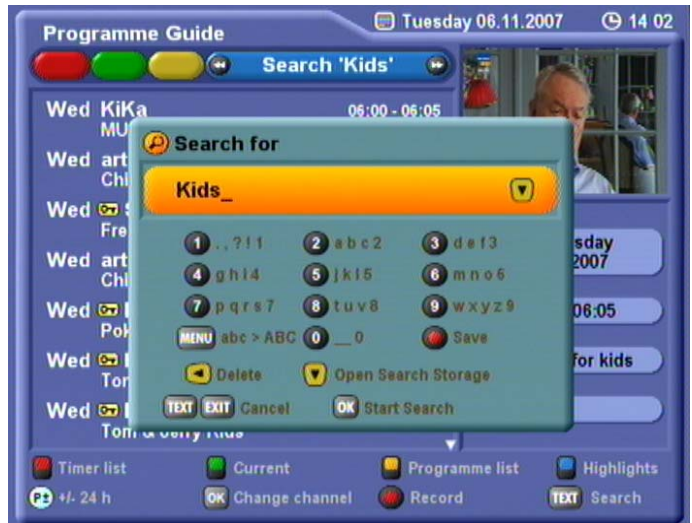 Programme Guide
Tuesday 06.11.2007
14 02
Search 'Kids'
Wed KiKa 06:00 - 06:05
MU
Wed art
Chi
Wed
Fre
Wed art
Chi
Wed
Pok
Wed
Tor
Wed
Tom & Jerry Kids
sday
2007
06:05
for kids
Search for
Kids_
1 . , ? ! 1
2 a b c 2
3 d e f 3
4 g h i 4
5 j k l 5
6 m n o 6
7 p q r s 7
8 t u v 8
9 w x y z 9
MENU abc > ABC
0 _ _ 0
Save
Delete
Open Search Storage
TEXT EXIT Cancel
OK Start Search
Timer list
Current
Programme list
Highlights
P± +/- 24 h
OK Change channel
Record
TEXT Search